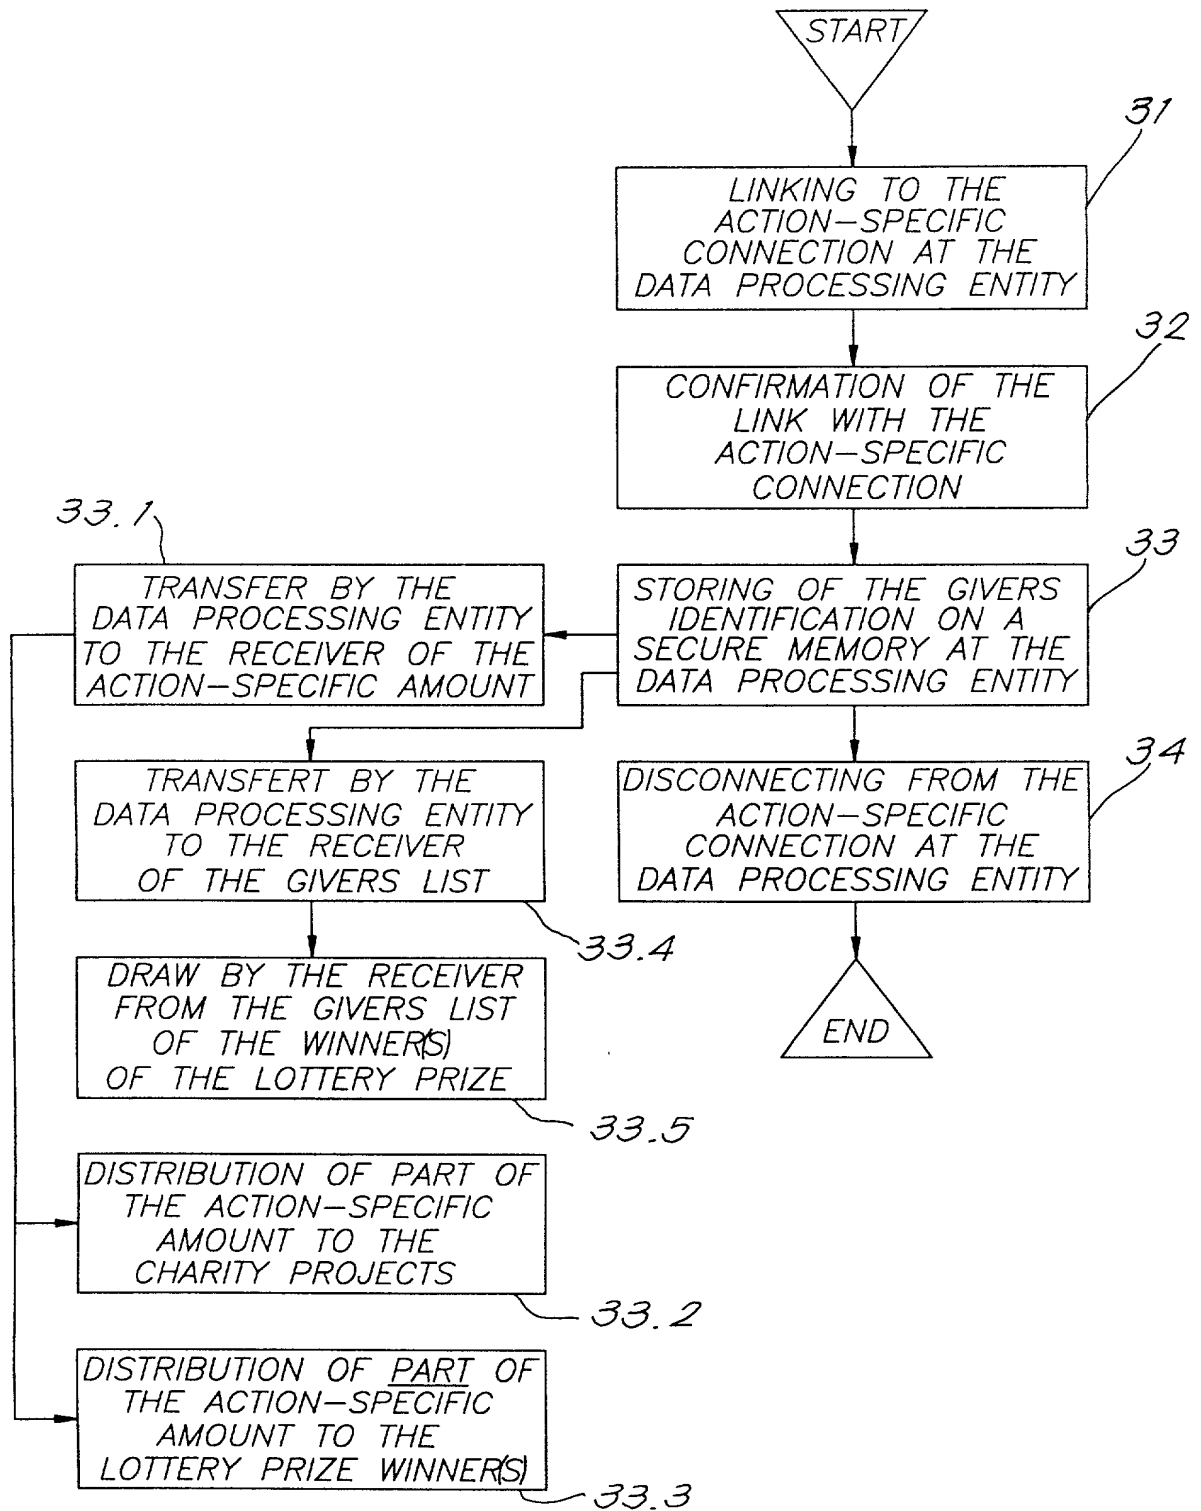 START
31
LINKING TO THE
ACTION-SPECIFIC
CONNECTION AT THE
DATA PROCESSING ENTITY
32
CONFIRMATION OF THE
LINK WITH THE
ACTION-SPECIFIC
CONNECTION
33
STORING OF THE GIVERS
IDENTIFICATION ON A
SECURE MEMORY AT THE
DATA PROCESSING ENTITY
33.1
TRANSFER BY THE
DATA PROCESSING ENTITY
TO THE RECEIVER OF THE
ACTION-SPECIFIC AMOUNT
34
DISCONNECTING FROM THE
ACTION-SPECIFIC
CONNECTION AT THE
DATA PROCESSING ENTITY
END
TRANSFERT BY THE
DATA PROCESSING ENTITY
TO THE RECEIVER
OF THE GIVERS LIST
33.4
DRAW BY THE RECEIVER
FROM THE GIVERS LIST
OF THE WINNER(S)
OF THE LOTTERY PRIZE
33.5
DISTRIBUTION OF PART OF
THE ACTION-SPECIFIC
AMOUNT TO THE
CHARITY PROJECTS
33.2
DISTRIBUTION OF PART OF
THE ACTION-SPECIFIC
AMOUNT TO THE
LOTTERY PRIZE WINNER(S)
33.3